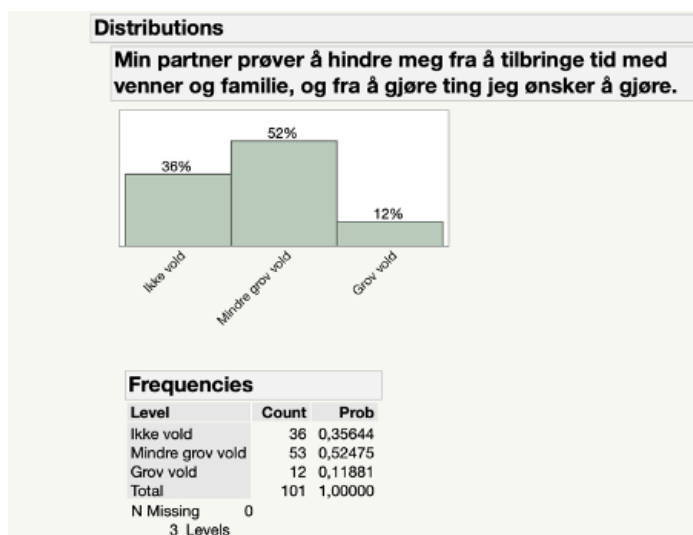 Distributions
Min partner prøver å hindre meg fra å tilbringe tid med
venner og familie, og fra å gjøre ting jeg ønsker å gjøre.
36%
52%
12%
Ikke vold
Mindre grov vold
Grov vold
Frequencies
Level Count Prob
Ikke vold 36 0,35644
Mindre grov vold 53 0,52475
Grov vold 12 0,11881
Total 101 1,00000
N Missing 0
3 Levels